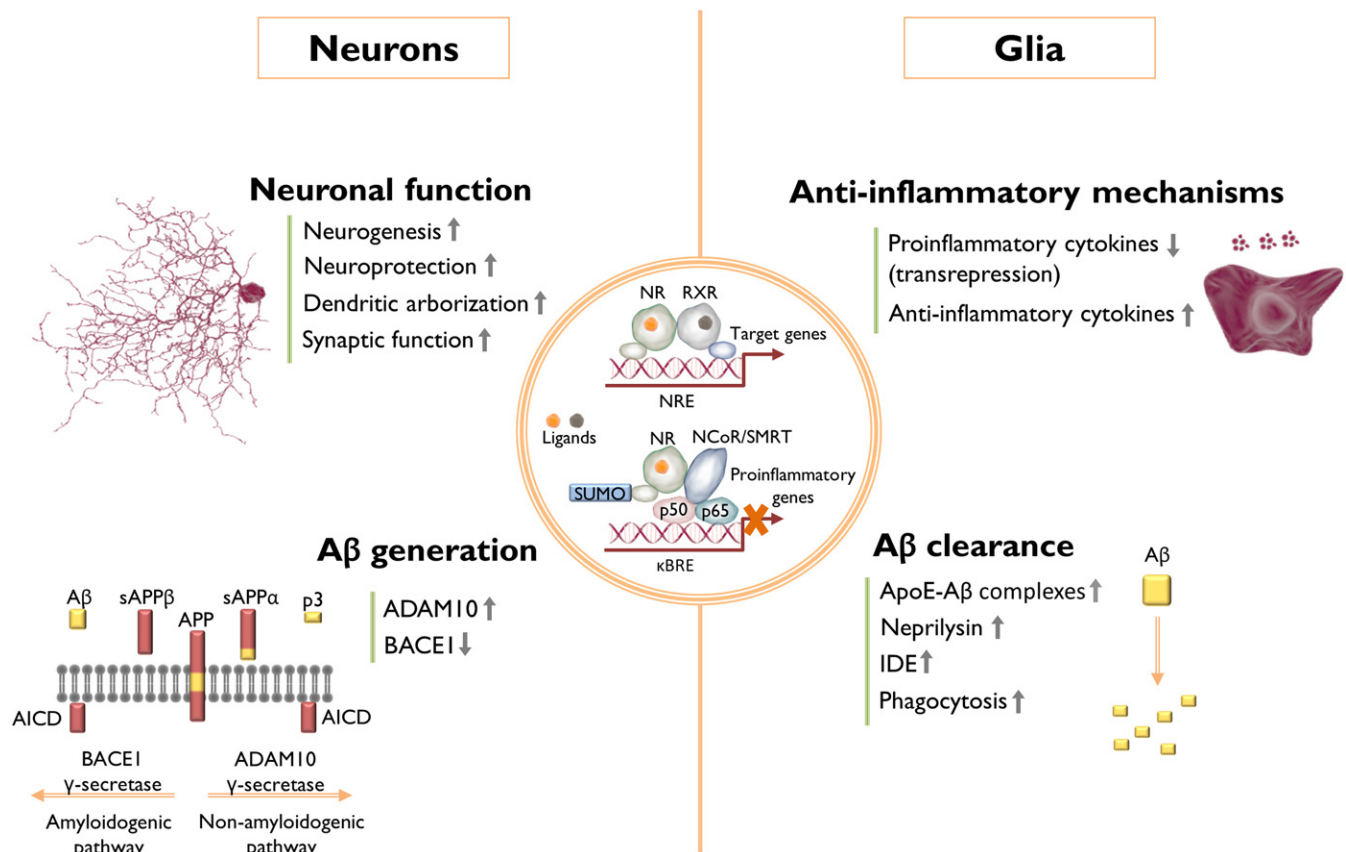 Neurons
Glia
Neuronal function
Neurogenesis ↑
Neuroprotection ↑
Dendritic arborization ↑
Synaptic function ↑
Anti-inflammatory mechanisms
Proinflammatory cytokines ↓
(transrepression)
Anti-inflammatory cytokines ↑
NR RXR
Target genes
NRE
Ligands
NR NCoR/SMRT
Proinflammatory
genes
SUMO
p50 p65
κBRE
Aβ generation
ADAM10 ↑
BACE1 ↓
Aβ sAPPβ APP sAPPα p3
AICD AICD
BACE1
γ-secretase
Amyloidogenic
pathway
ADAM10
γ-secretase
Non-amyloidogenic
pathway
Aβ clearance
ApoE-Aβ complexes ↑
Neprilysin ↑
IDE ↑
Phagocytosis ↑
Aβ